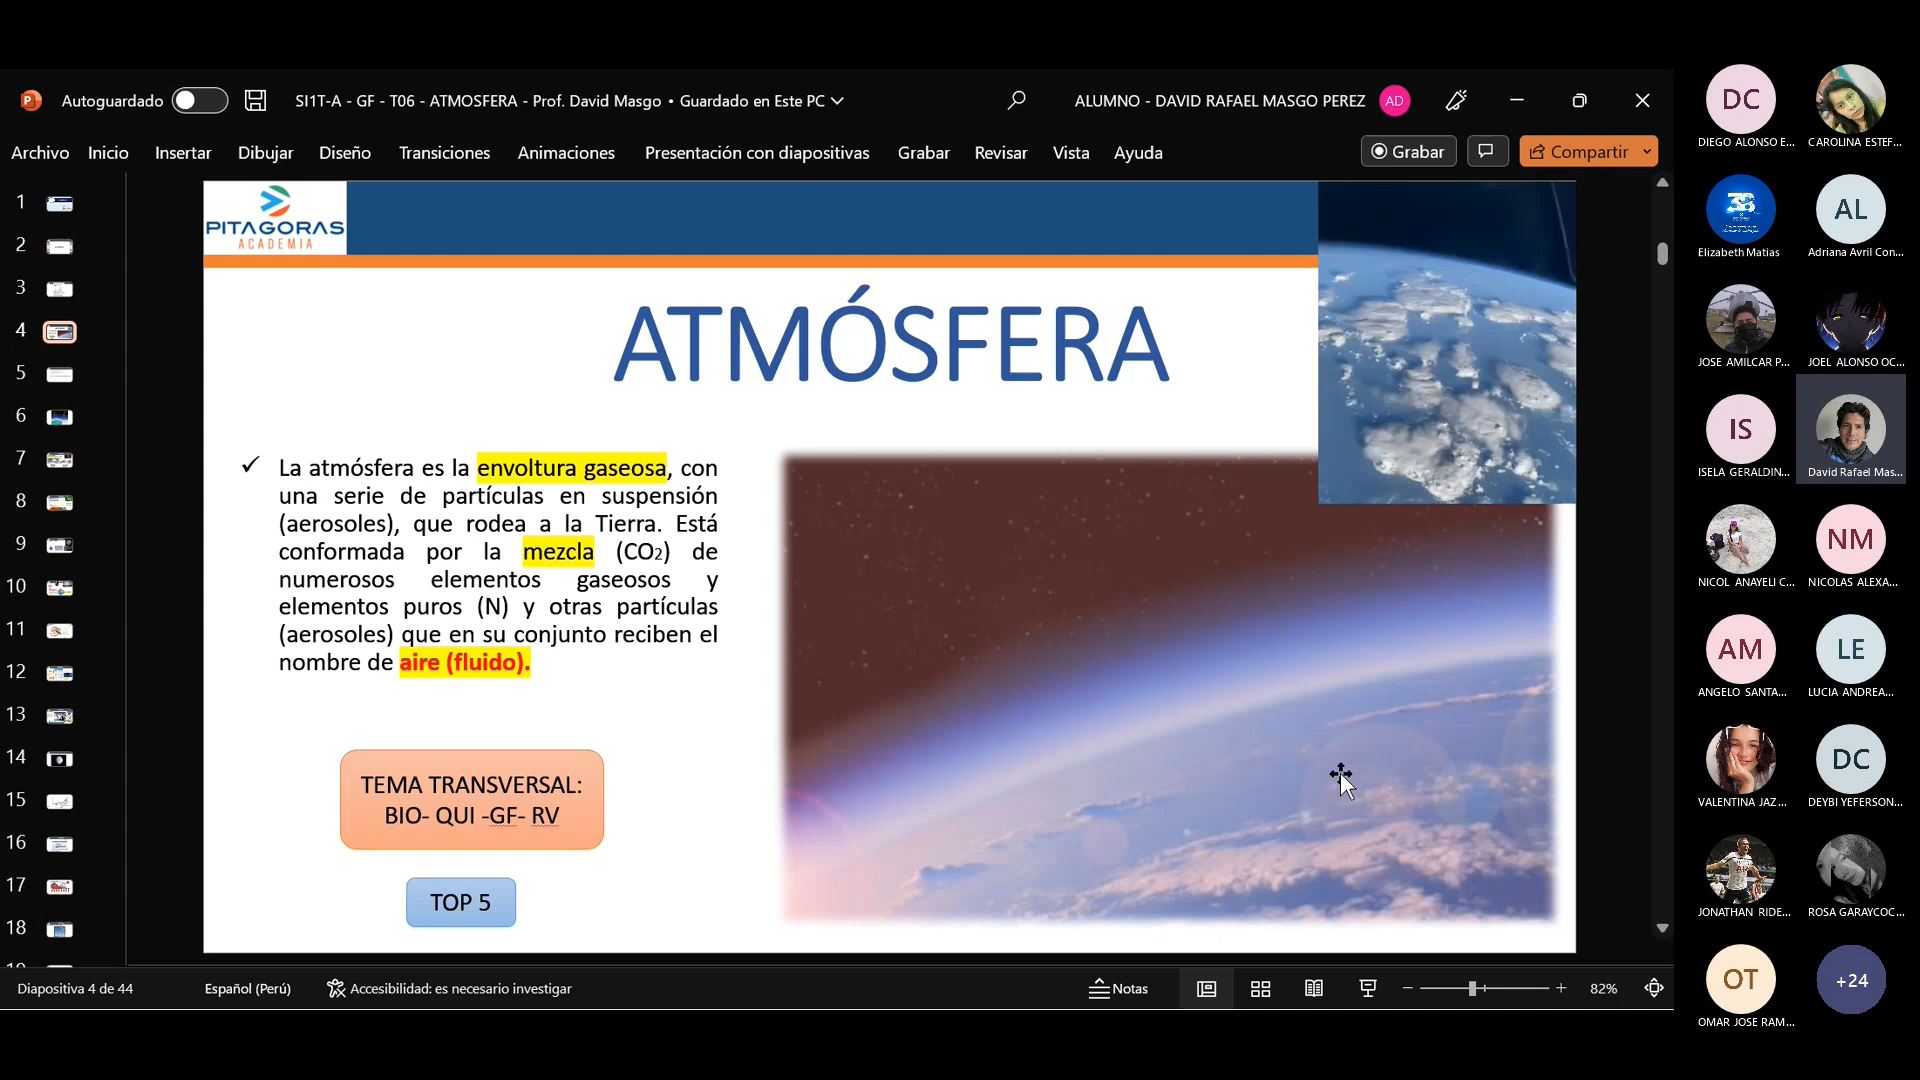 Autoguardado
SI1T-A - GF - T06 - ATMOSFERA - Prof. David Masgo • Guardado en Este PC
ALUMNO - DAVID RAFAEL MASGO PEREZ
AD
Archivo Inicio Insertar Dibujar Diseño Transiciones Animaciones Presentación con diapositivas Grabar Revisar Vista Ayuda
Grabar
Compartir
1
2
3
4
5
6
7
8
9
10
11
12
13
14
15
16
17
18
PITAGORAS
ACADEMIA
ATMÓSFERA
✓ La atmósfera es la envoltura gaseosa, con
una serie de partículas en suspensión
(aerosoles), que rodea a la Tierra. Está
conformada por la mezcla (CO2) de
numerosos elementos gaseosos y
elementos puros (N) y otras partículas
(aerosoles) que en su conjunto reciben el
nombre de aire (fluido).
TEMA TRANSVERSAL:
BIO- QUI -GF- RV
TOP 5
Diapositiva 4 de 44
Español (Perú)
Accesibilidad: es necesario investigar
Notas
82%
DC
DIEGO ALONSO E...
CAROLINA ESTEF...
38
Elizabeth Matias
AL
Adriana Avril Con...
JOSE AMILCAR P...
JOEL ALONSO OC...
IS
ISELA GERALDIN...
David Rafael Mas...
NICOL ANAYELI C...
NM
NICOLAS ALEXA...
AM
ANGELO SANTA...
LE
LUCIA ANDREA...
VALENTINA JAZ...
DC
DEYBI YEFERSON...
JONATHAN RIDE...
ROSA GARAYCOC...
OT
OMAR JOSE RAM...
+24